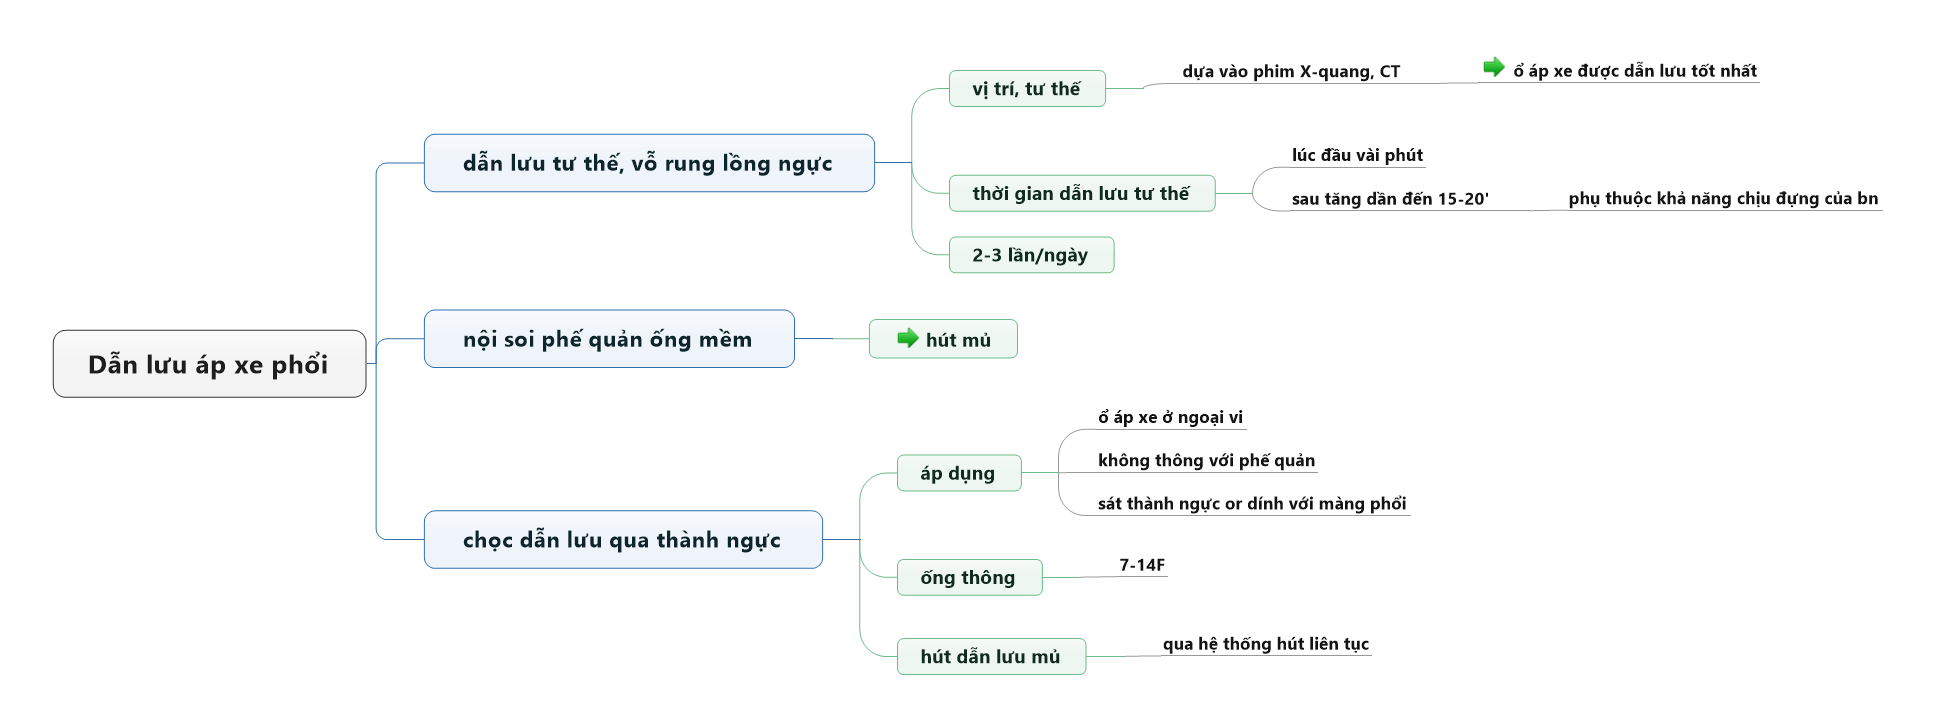 Dẫn lưu áp xe phổi
dẫn lưu tư thế, vỗ rung lồng ngực
vị trí, tư thế
dựa vào phim X-quang, CT
ổ áp xe được dẫn lưu tốt nhất
thời gian dẫn lưu tư thế
lúc đầu vài phút
sau tăng dần đến 15-20'
phụ thuộc khả năng chịu đựng của bn
2-3 lần/ngày
nội soi phế quản ống mềm
hút mủ
chọc dẫn lưu qua thành ngực
áp dụng
ổ áp xe ở ngoại vi
không thông với phế quản
sát thành ngực or dính với màng phổi
ống thông
7-14F
hút dẫn lưu mủ
qua hệ thống hút liên tục